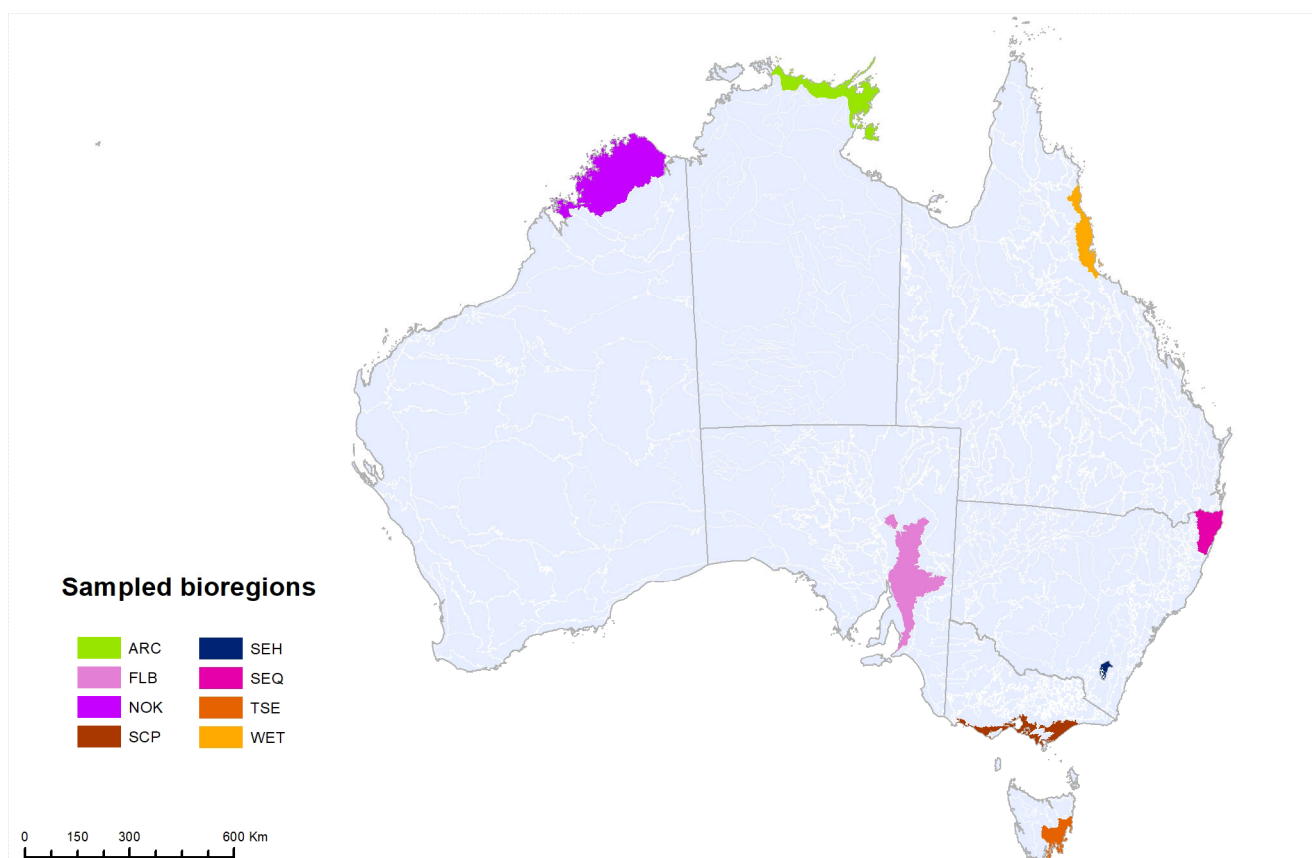 Sampled bioregions
ARC
FLB
NOK
SCP
SEH
SEQ
TSE
WET
0 150 300 600 Km